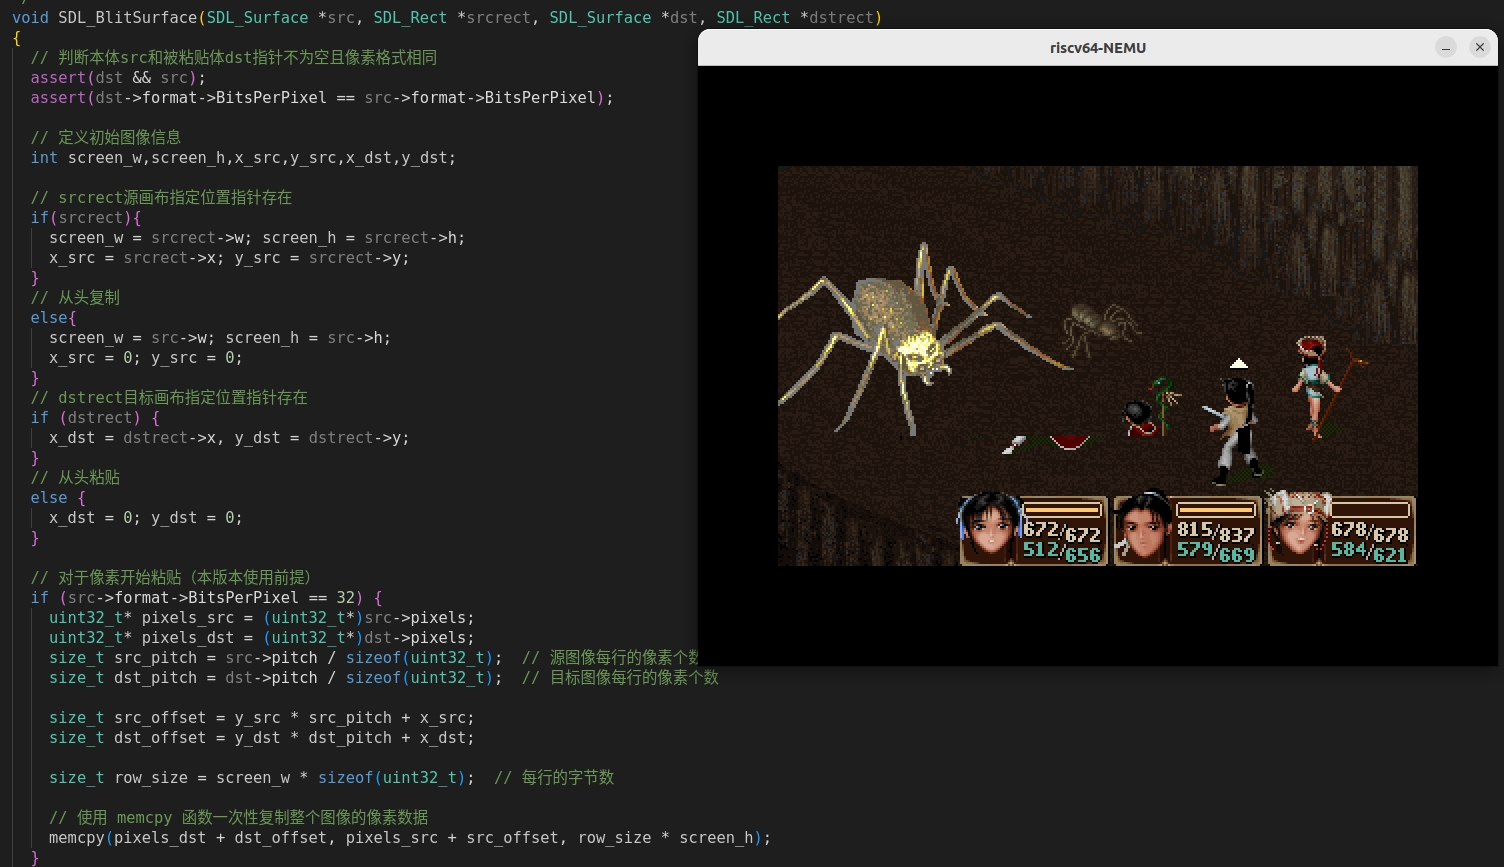 void SDL_BlitSurface(SDL_Surface *src, SDL_Rect *srcrect, SDL_Surface *dst, SDL_Rect *dstrect)
{
// 判断本体src和被粘贴体dst指针不为空且像素格式相同
assert(dst && src);
assert(dst->format->BitsPerPixel == src->format->BitsPerPixel);
// 定义初始图像信息
int screen_w,screen_h,x_src,y_src,x_dst,y_dst;
// srcrect源画布指定位置指针存在
if(srcrect){
screen_w = srcrect->w; screen_h = srcrect->h;
x_src = srcrect->x; y_src = srcrect->y;
}
// 从头复制
else{
screen_w = src->w; screen_h = src->h;
x_src = 0; y_src = 0;
}
// dstrect目标画布指定位置指针存在
if (dstrect) {
x_dst = dstrect->x, y_dst = dstrect->y;
}
// 从头粘贴
else {
x_dst = 0; y_dst = 0;
}
// 对于像素开始粘贴（本版本使用前提）
if (src->format->BitsPerPixel == 32) {
uint32_t* pixels_src = (uint32_t*)src->pixels;
uint32_t* pixels_dst = (uint32_t*)dst->pixels;
size_t src_pitch = src->pitch / sizeof(uint32_t); // 源图像每行的像素个数
size_t dst_pitch = dst->pitch / sizeof(uint32_t); // 目标图像每行的像素个数
size_t src_offset = y_src * src_pitch + x_src;
size_t dst_offset = y_dst * dst_pitch + x_dst;
size_t row_size = screen_w * sizeof(uint32_t); // 每行的字节数
// 使用 memcpy 函数一次性复制整个图像的像素数据
memcpy(pixels_dst + dst_offset, pixels_src + src_offset, row_size * screen_h);
}
riscv64-NEMU
672/672
512/656
815/837
579/669
678/678
584/621